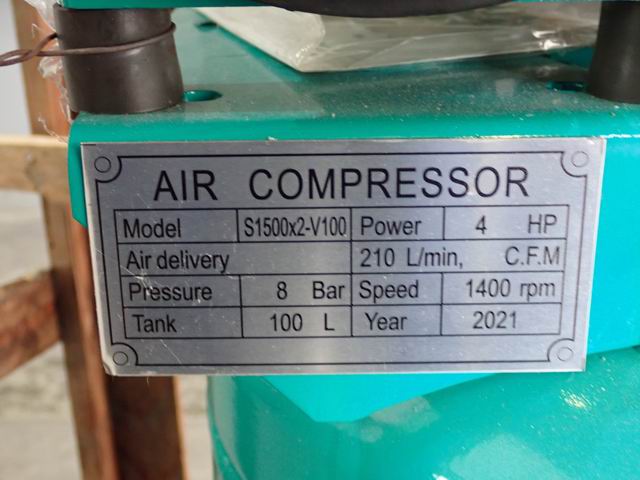 AIR COMPRESSOR
Model S1500x2-V100 Power 4 HP
Air delivery 210 L/min, C.F.M
Pressure 8 Bar Speed 1400 rpm
Tank 100 L Year 2021